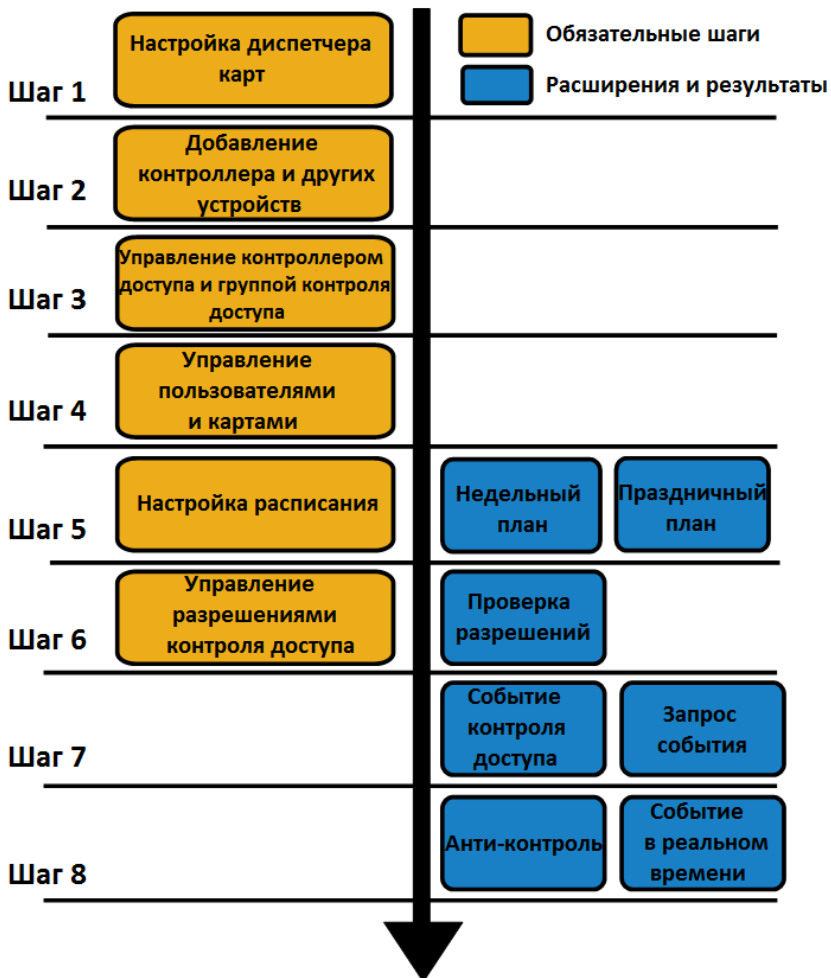 Настройка диспетчера
карт
Обязательные шаги
Расширения и результаты
Шаг 1
Добавление
контроллера и других
устройств
Шаг 2
Управление контроллером
доступа и группой контроля
доступа
Шаг 3
Управление
пользователями
и картами
Шаг 4
Настройка расписания
Недельный
план
Праздничный
план
Шаг 5
Управление
разрешениями
контроля доступа
Проверка
разрешений
Шаг 6
Событие
контроля
доступа
Запрос
события
Шаг 7
Анти-контроль
Событие
в реальном
времени
Шаг 8